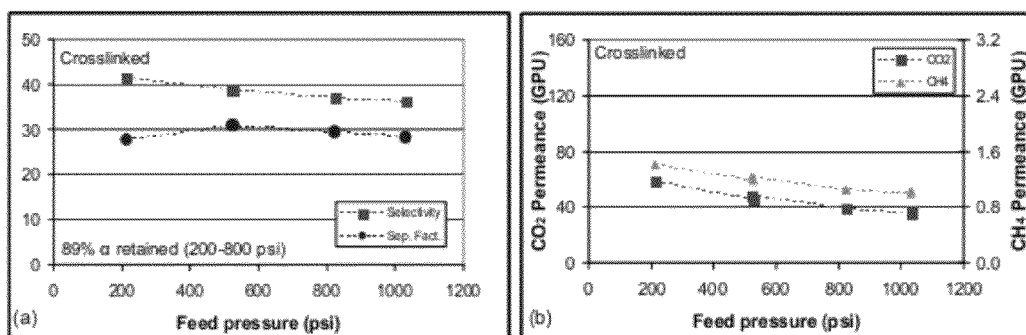 50
40
30
20
10
0
Crosslinked
Selectivity
Sep. Fact.
89% α retained (200-800 psi)
0 200 400 600 800 1000 1200
(a)
Feed pressure (psi)
CO₂ Permeance (GPU)
160
120
80
40
0
Crosslinked
CO2
CH4
3.2
2.4
1.6
0.8
0.0
CH₄ Permeance (GPU)
0 200 400 600 800 1000 1200
(b)
Feed pressure (psi)